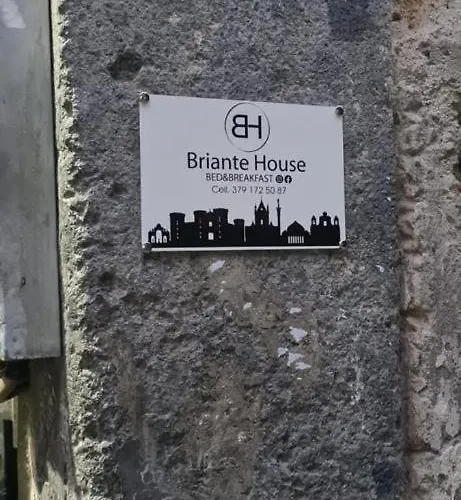 BH
Briante House
BED&BREAKFAST
Cell. 379 172 50 87